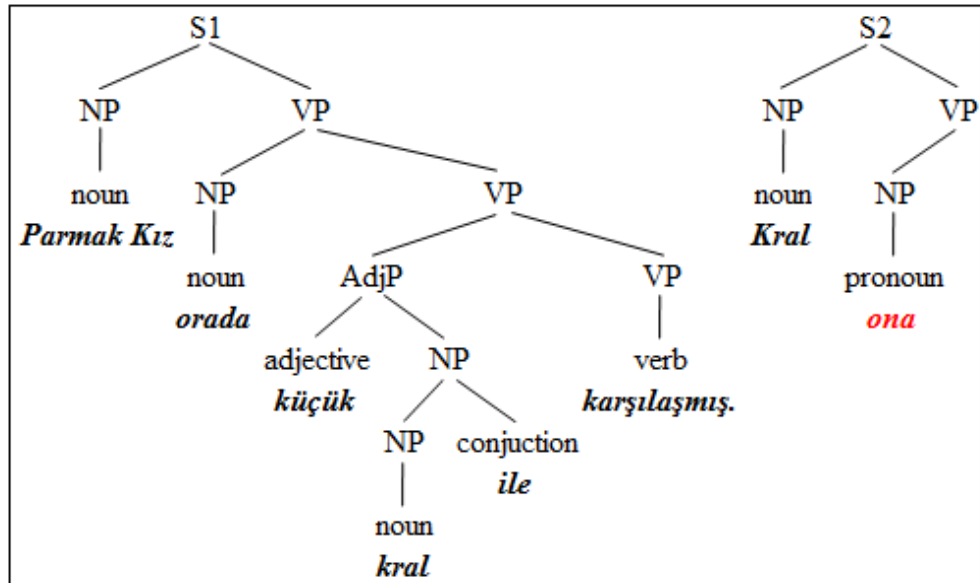 S1 S2
NP VP NP VP
noun NP VP noun NP
Parmak Kız Kral
noun AdjP VP pronoun
orada ona
adjective NP verb
küçük karşılaşmış.
NP conjuction
ile
noun
kral